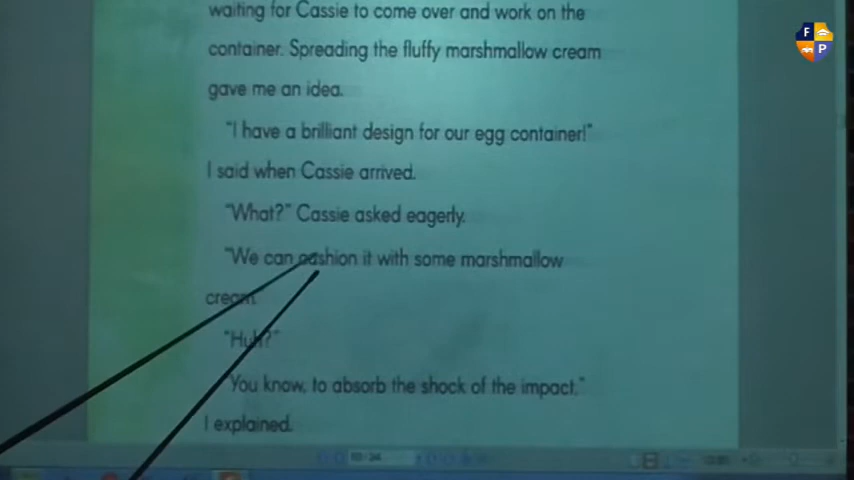 waiting for Cassie to come over and work on the
container. Spreading the fluffy marshmallow cream
gave me an idea.
"I have a brilliant design for our egg container!"
I said when Cassie arrived.
"What?" Cassie asked eagerly.
"We can cushion it with some marshmallow
cream.
"Huh?"
"You know, to absorb the shock of the impact,"
I explained.
F
P